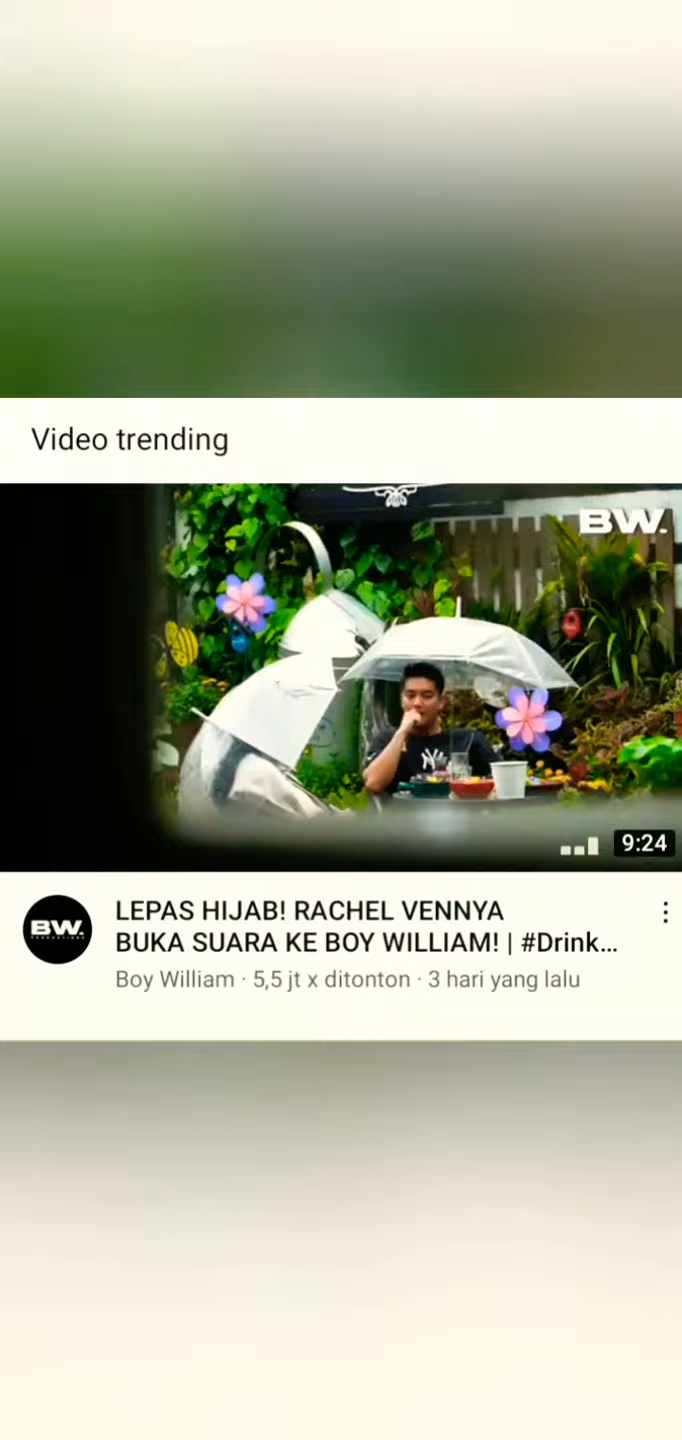 Video trending
BW.
9:24
BW.
LEPAS HIJAB! RACHEL VENNYA
BUKA SUARA KE BOY WILLIAM! | #Drink...
Boy William · 5,5 jt x ditonton · 3 hari yang lalu